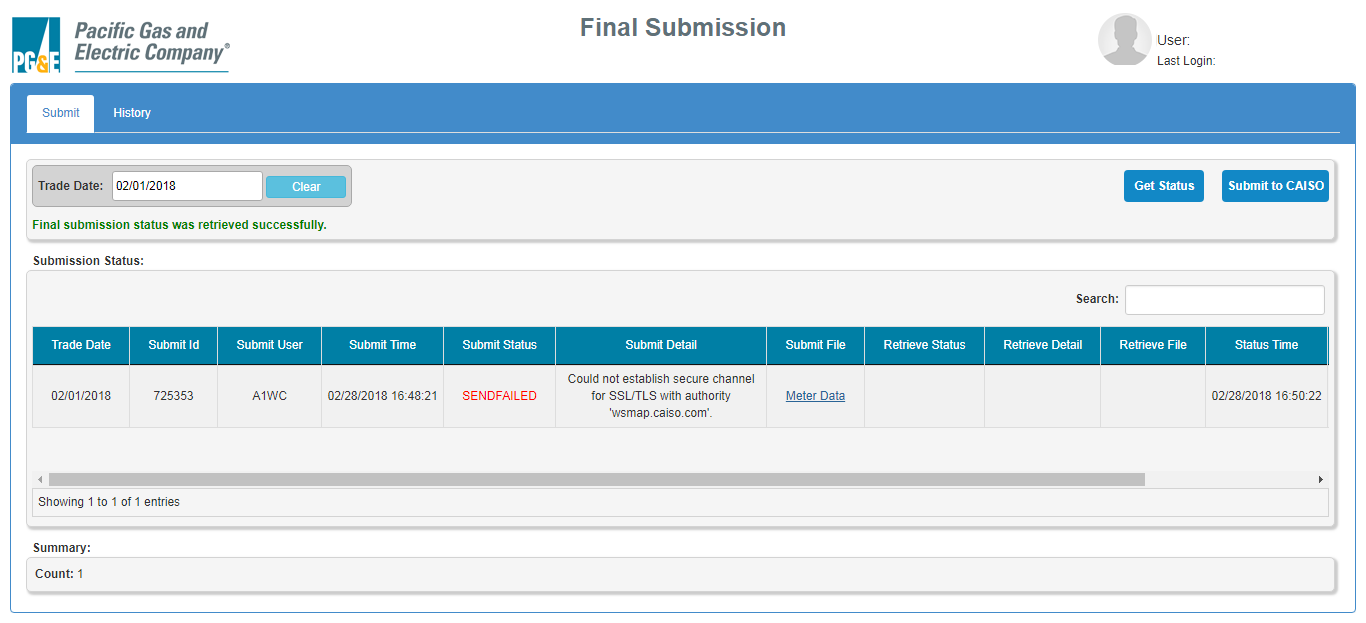 Final Submission
PG&E
Pacific Gas and
Electric Company®
User:
Last Login:
Submit History
Trade Date: 02/01/2018 Clear Get Status Submit to CAISO
Final submission status was retrieved successfully.
Submission Status:
Search:
Trade Date Submit Id Submit User Submit Time Submit Status Submit Detail Submit File Retrieve Status Retrieve Detail Retrieve File Status Time
02/01/2018 725353 A1WC 02/28/2018 16:48:21 SENDFAILED Could not establish secure channel
for SSL/TLS with authority
'wsmap.caiso.com'. Meter Data 02/28/2018 16:50:22
Showing 1 to 1 of 1 entries
Summary:
Count: 1